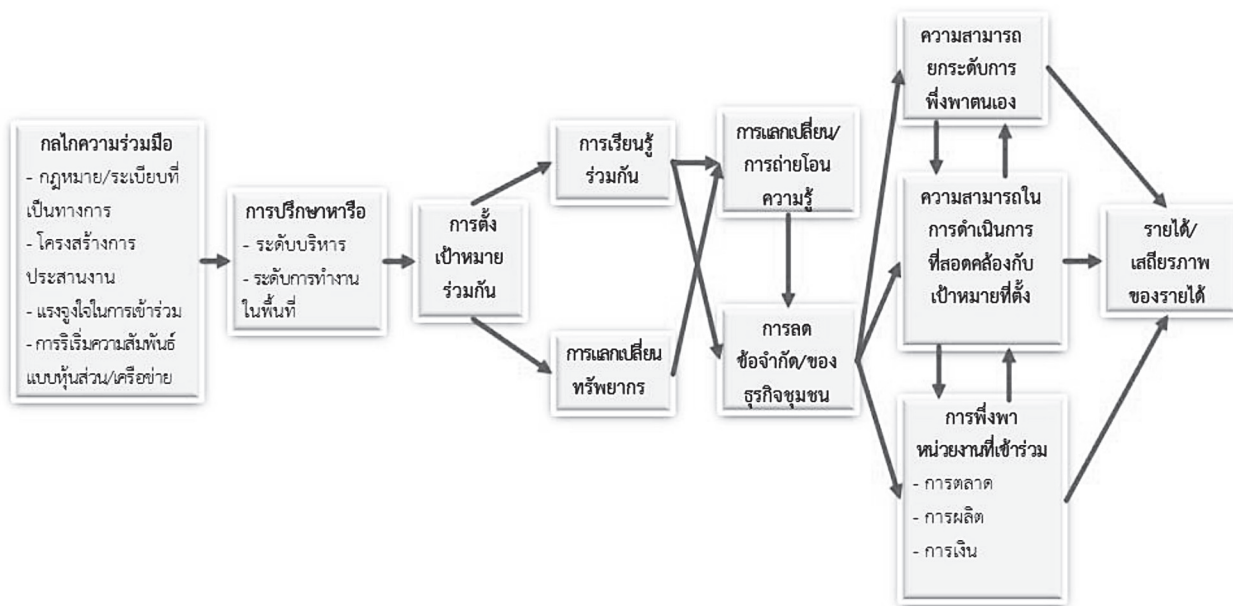 กลไกความร่วมมือ
- กฎหมาย/ระเบียบที่
เป็นทางการ
- โครงสร้างการ
ประสานงาน
- แรงจูงใจในการเข้าร่วม
- การริเริ่มความสัมพันธ์
แบบหุ้นส่วน/เครือข่าย
การปรึกษาหารือ
- ระดับบริหาร
- ระดับการทำงาน
ในพื้นที่
การตั้ง
เป้าหมาย
ร่วมกัน
การเรียนรู้
ร่วมกัน
การแลกเปลี่ยน
ทรัพยากร
การแลกเปลี่ยน/
การถ่ายโอน
ความรู้
การลด
ข้อจำกัด/ของ
ธุรกิจชุมชน
ความสามารถ
ยกระดับการ
พึ่งพาตนเอง
ความสามารถใน
การดำเนินการ
ที่สอดคล้องกับ
เป้าหมายที่ตั้ง
การพึ่งพา
หน่วยงานที่เข้าร่วม
- การตลาด
- การผลิต
- การเงิน
รายได้/
เสถียรภาพ
ของรายได้